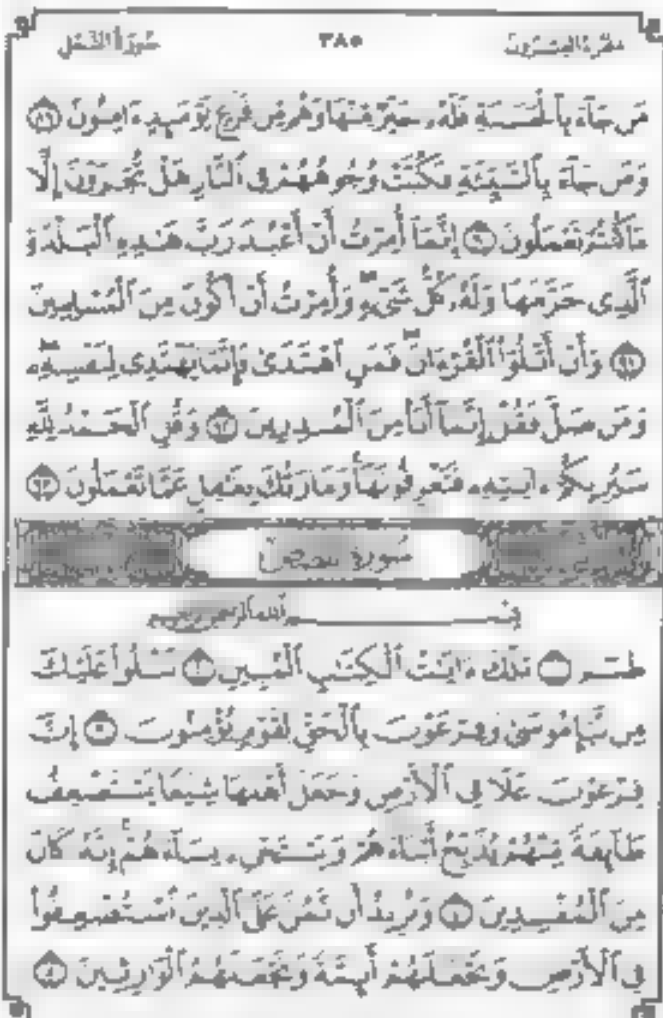 سورة النمل ٣٨٥ الجزء العشرون
مَن جَآءَ بِٱلْحَسَنَةِ فَلَهُۥ خَيْرٌ مِّنْهَا وَهُم مِّن فَزَعٍ يَوْمَئِذٍ ءَامِنُونَ ٨٩
وَمَن جَآءَ بِٱلسَّيِّئَةِ فَكُبَّتْ وُجُوهُهُمْ فِى ٱلنَّارِ هَلْ تُجْزَوْنَ إِلَّا
مَا كُنتُمْ تَعْمَلُونَ ٩٠ إِنَّمَآ أُمِرْتُ أَنْ أَعْبُدَ رَبَّ هَٰذِهِ ٱلْبَلْدَةِ
ٱلَّذِى حَرَّمَهَا وَلَهُۥ كُلُّ شَىْءٍ وَأُمِرْتُ أَنْ أَكُونَ مِنَ ٱلْمُسْلِمِينَ
٩١ وَأَنْ أَتْلُوَا۟ ٱلْقُرْءَانَ فَمَنِ ٱهْتَدَىٰ فَإِنَّمَا يَهْتَدِى لِنَفْسِهِۦ
وَمَن ضَلَّ فَقُلْ إِنَّمَآ أَنَا۠ مِنَ ٱلْمُنذِرِينَ ٩٢ وَقُلِ ٱلْحَمْدُ لِلَّهِ
سَيُرِيكُمْ ءَايَٰتِهِۦ فَتَعْرِفُونَهَا وَمَا رَبُّكَ بِغَٰفِلٍ عَمَّا تَعْمَلُونَ ٩٣
سورة القصص
بِسْمِ ٱللَّهِ ٱلرَّحْمَٰنِ ٱلرَّحِيمِ
طسٓمٓ ١ تِلْكَ ءَايَٰتُ ٱلْكِتَٰبِ ٱلْمُبِينِ ٢ نَتْلُوا۟ عَلَيْكَ
مِن نَّبَإِ مُوسَىٰ وَفِرْعَوْنَ بِٱلْحَقِّ لِقَوْمٍ يُؤْمِنُونَ ٣ إِنَّ
فِرْعَوْنَ عَلَا فِى ٱلْأَرْضِ وَجَعَلَ أَهْلَهَا شِيَعًا يَسْتَضْعِفُ
طَآئِفَةً مِّنْهُمْ يُذَبِّحُ أَبْنَآءَهُمْ وَيَسْتَحْىِۦ نِسَآءَهُمْ إِنَّهُۥ كَانَ
مِنَ ٱلْمُفْسِدِينَ ٤ وَنُرِيدُ أَن نَّمُنَّ عَلَى ٱلَّذِينَ ٱسْتُضْعِفُوا۟
فِى ٱلْأَرْضِ وَنَجْعَلَهُمْ أَئِمَّةً وَنَجْعَلَهُمُ ٱلْوَٰرِثِينَ ٥